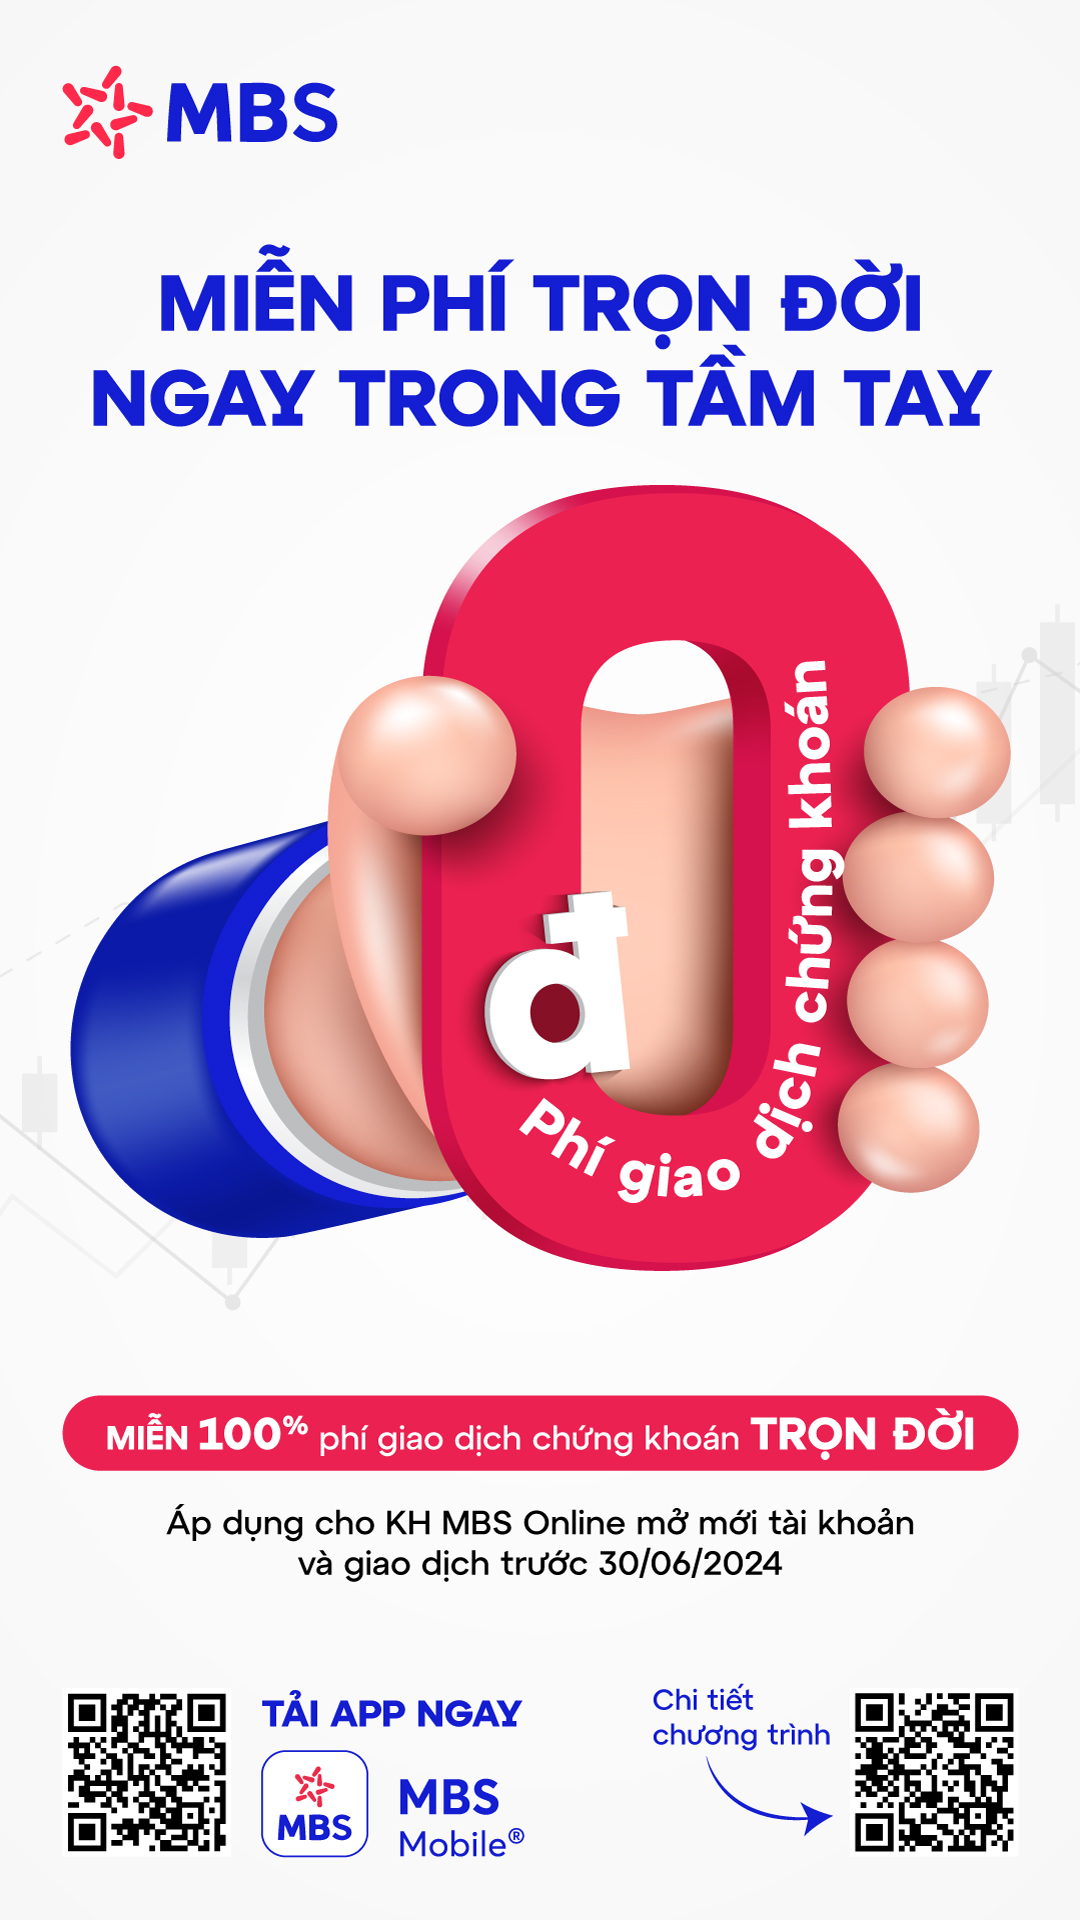 MBS
MIỄN PHÍ TRỌN ĐỜI
NGAY TRONG TẦM TAY
0đ
Phí giao dịch chứng khoán
MIỄN 100% phí giao dịch chứng khoán TRỌN ĐỜI
Áp dụng cho KH MBS Online mở mới tài khoản
và giao dịch trước 30/06/2024
TẢI APP NGAY
MBS
MBS
Mobile®
Chi tiết
chương trình